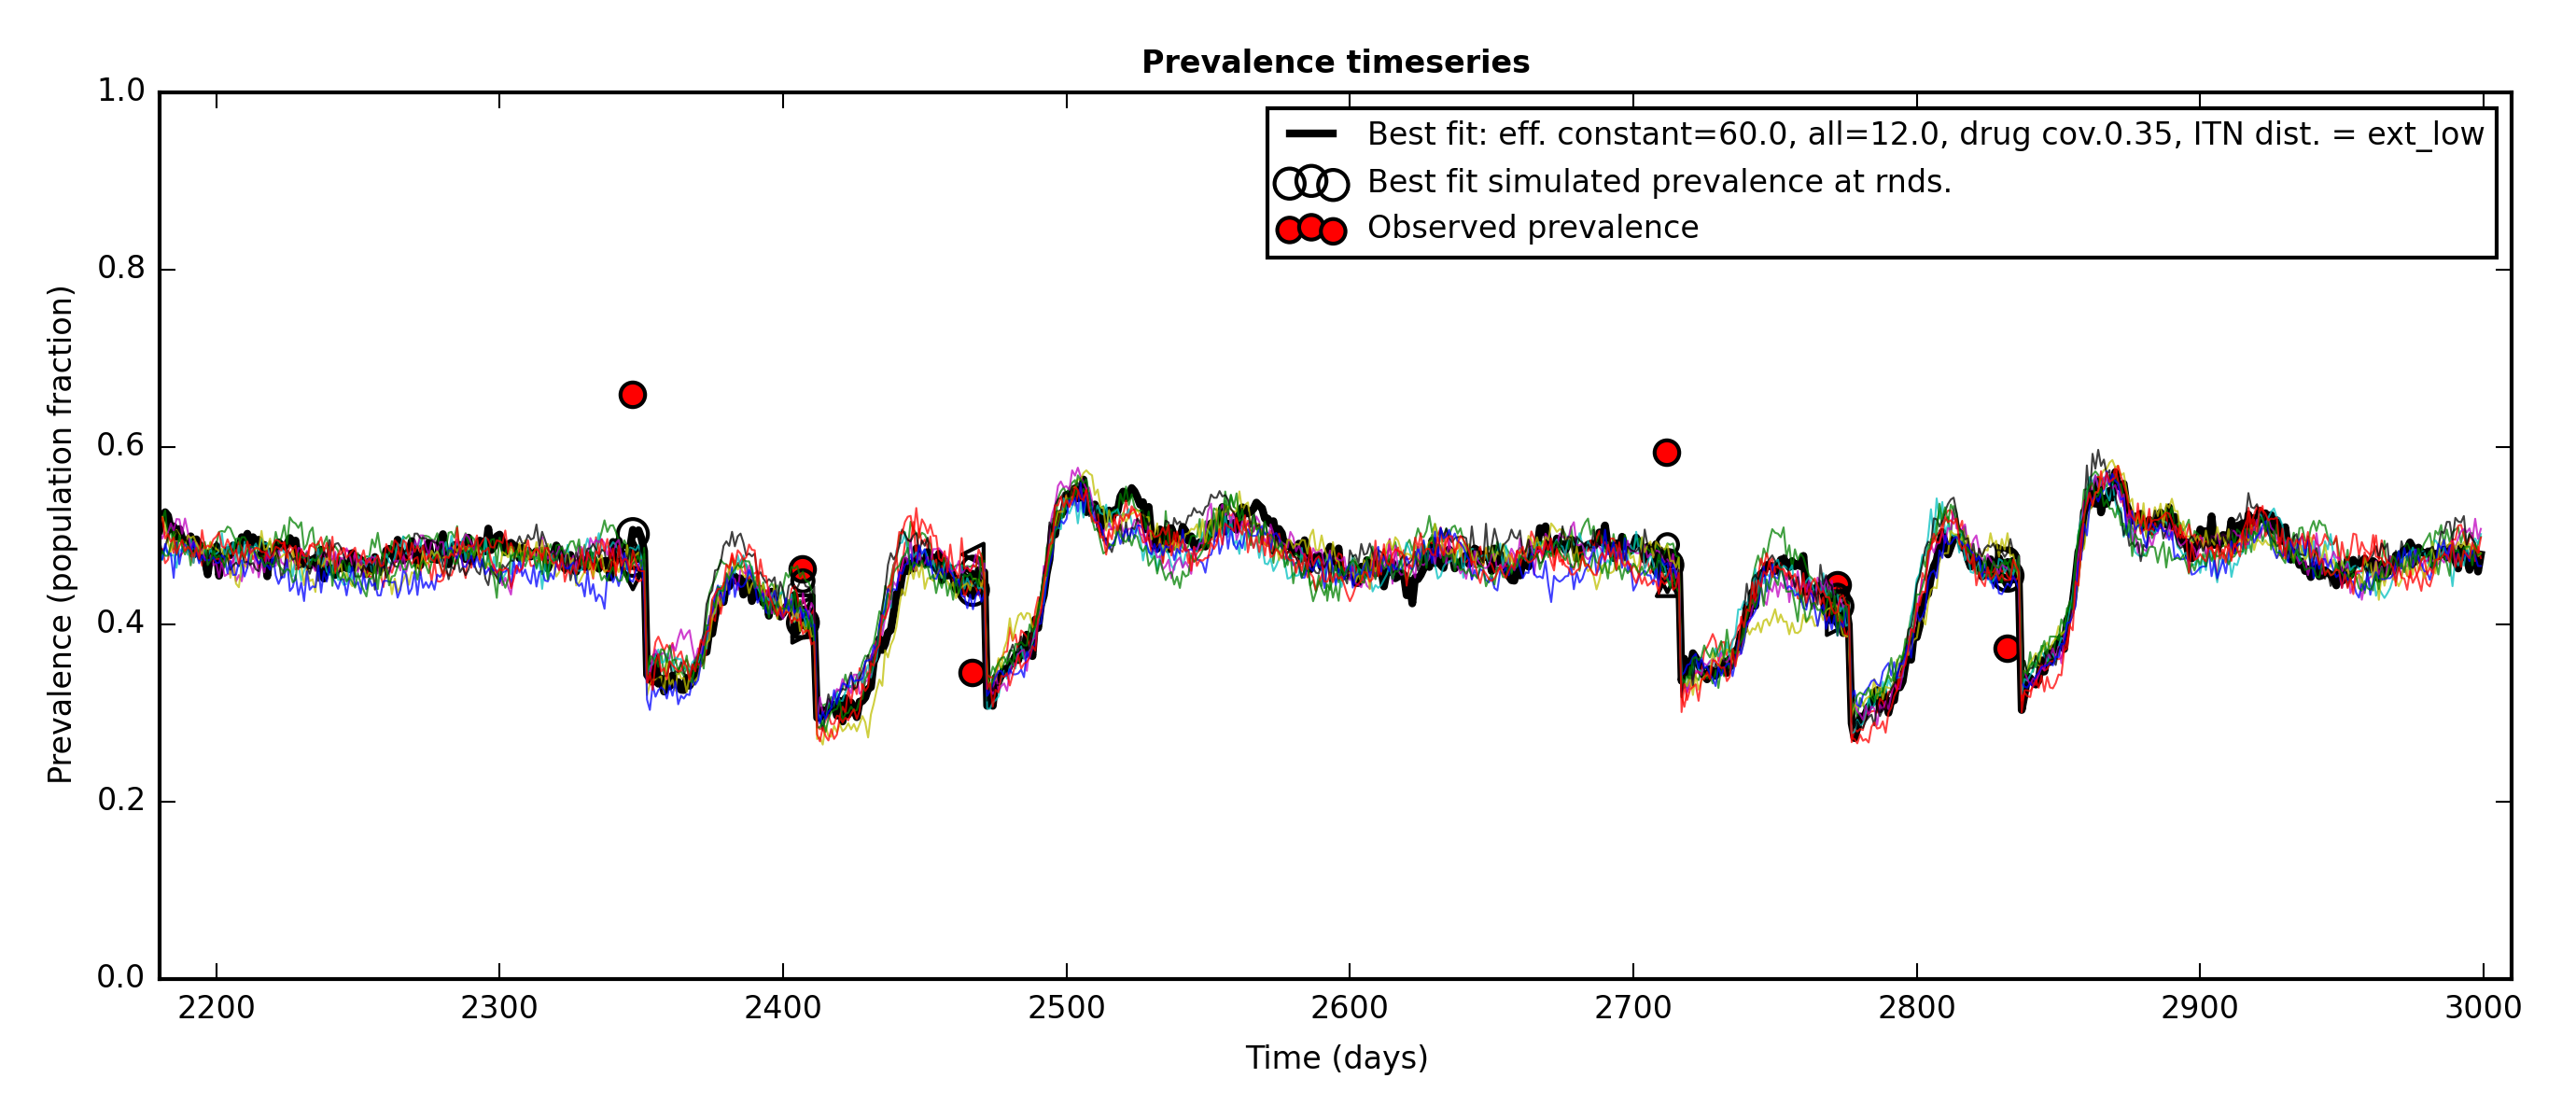 Prevalence timeseries
Best fit: eff. constant=60.0, all=12.0, drug cov.0.35, ITN dist. = ext_low
Best fit simulated prevalence at rnds.
Observed prevalence
Prevalence (population fraction)
1.0
0.8
0.6
0.4
0.2
0.0
2200 2300 2400 2500 2600 2700 2800 2900 3000
Time (days)